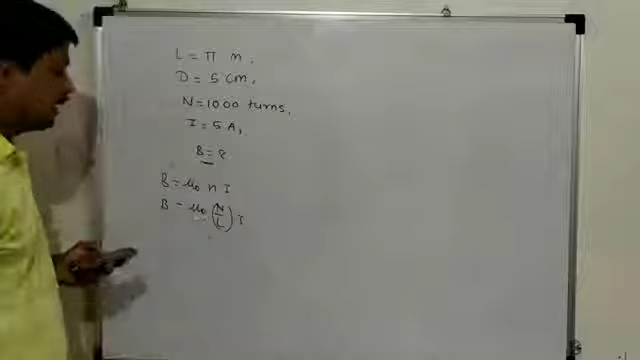 L = π m,
D = 5 cm,
N = 1000 turns,
I = 5 A,
B = ?
B = μ₀ n I
B = μ₀ (N/L) I